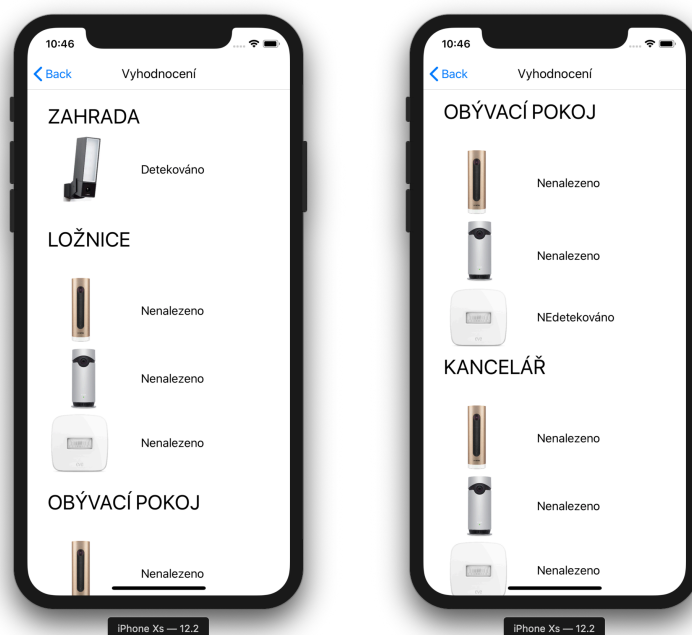 10:46
Back Vyhodnocení
ZAHRADA
Detekováno
LOŽNICE
Nenalezeno
Nenalezeno
Nenalezeno
OBÝVACÍ POKOJ
Nenalezeno
iPhone Xs — 12.2
10:46
Back Vyhodnocení
OBÝVACÍ POKOJ
Nenalezeno
Nenalezeno
NEdetekováno
KANCELÁŘ
Nenalezeno
Nenalezeno
Nenalezeno
iPhone Xs — 12.2